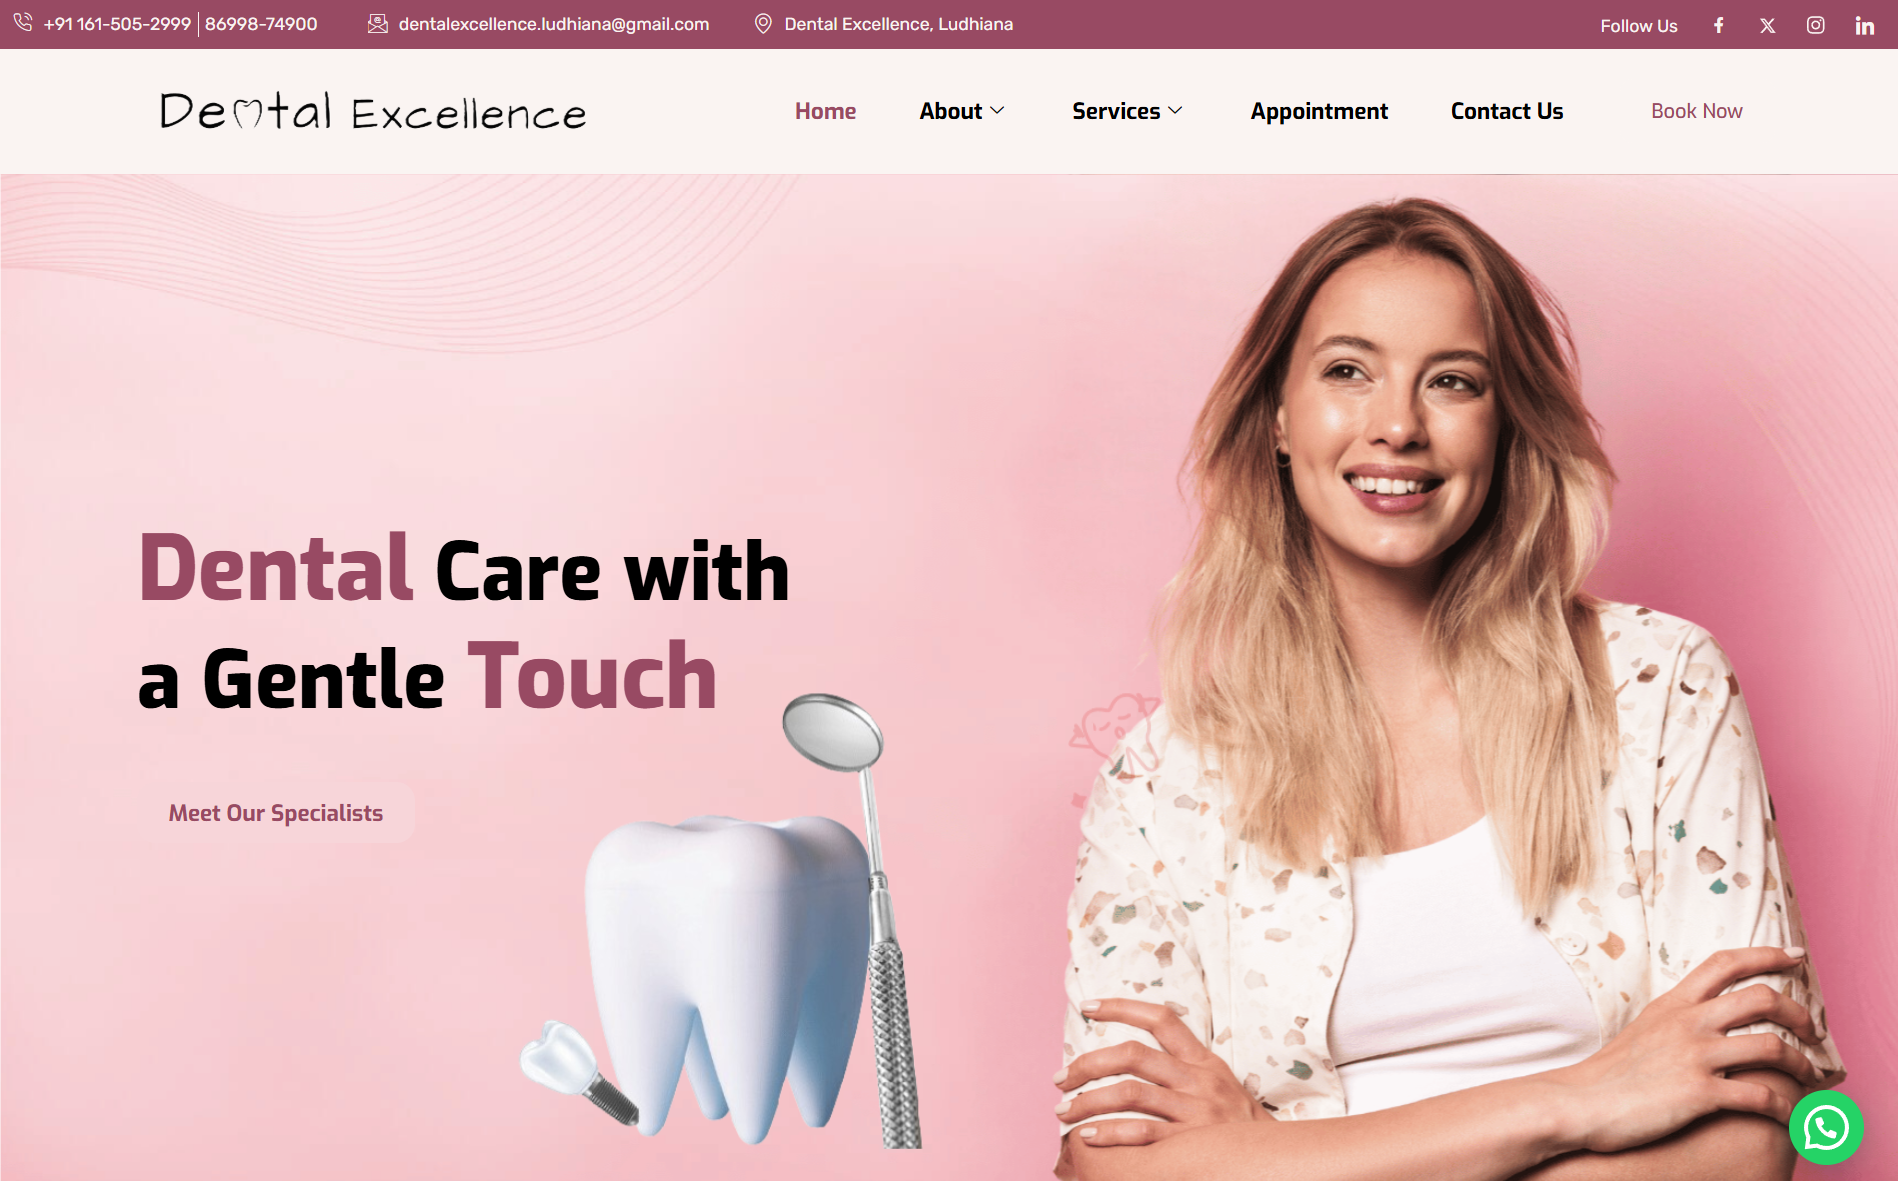 +91 161-505-2999 | 86998-74900
dentalexcellence.ludhiana@gmail.com
Dental Excellence, Ludhiana
Follow Us
Dental Excellence
Home
About
Services
Appointment
Contact Us
Book Now
Dental Care with
a Gentle Touch
Meet Our Specialists